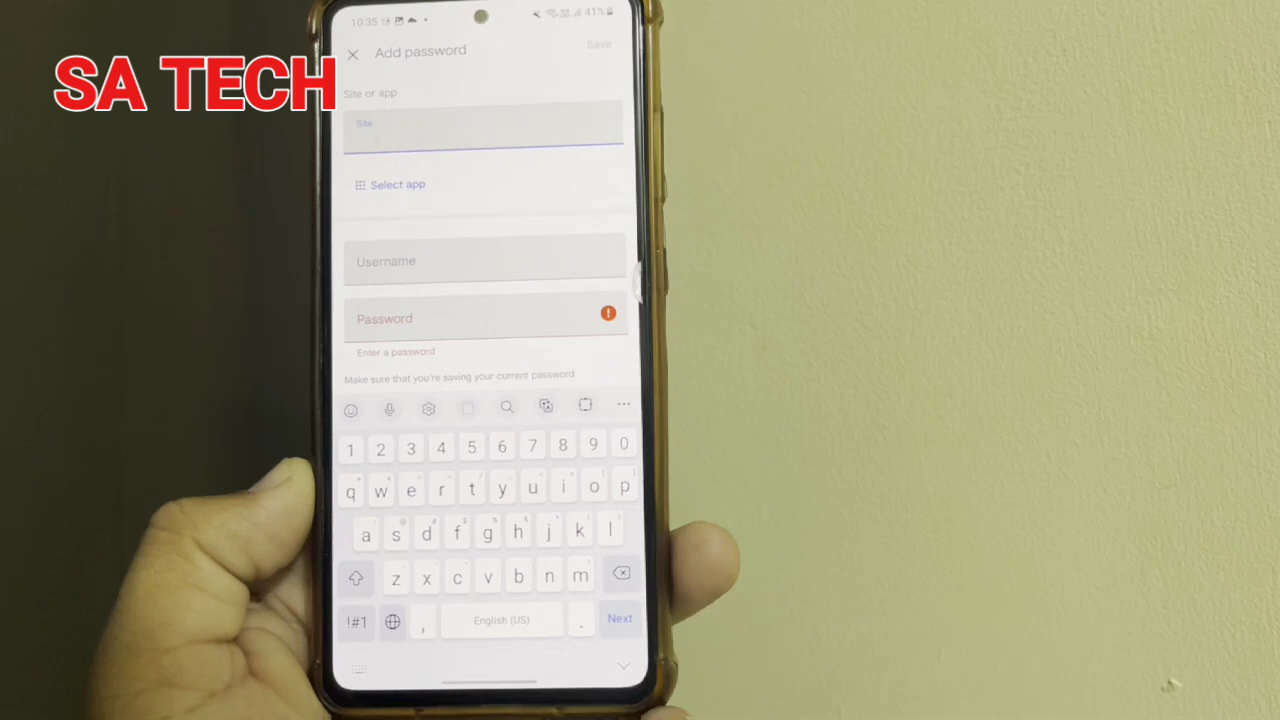 SA TECH
10:35
41%
Add password
Save
Site or app
Site
Select app
Username
Password
Enter a password
Make sure that you're saving your current password
1 2 3 4 5 6 7 8 9 0
q w e r t y u i o p
a s d f g h j k l
z x c v b n m
!#1 , English (US) . Next